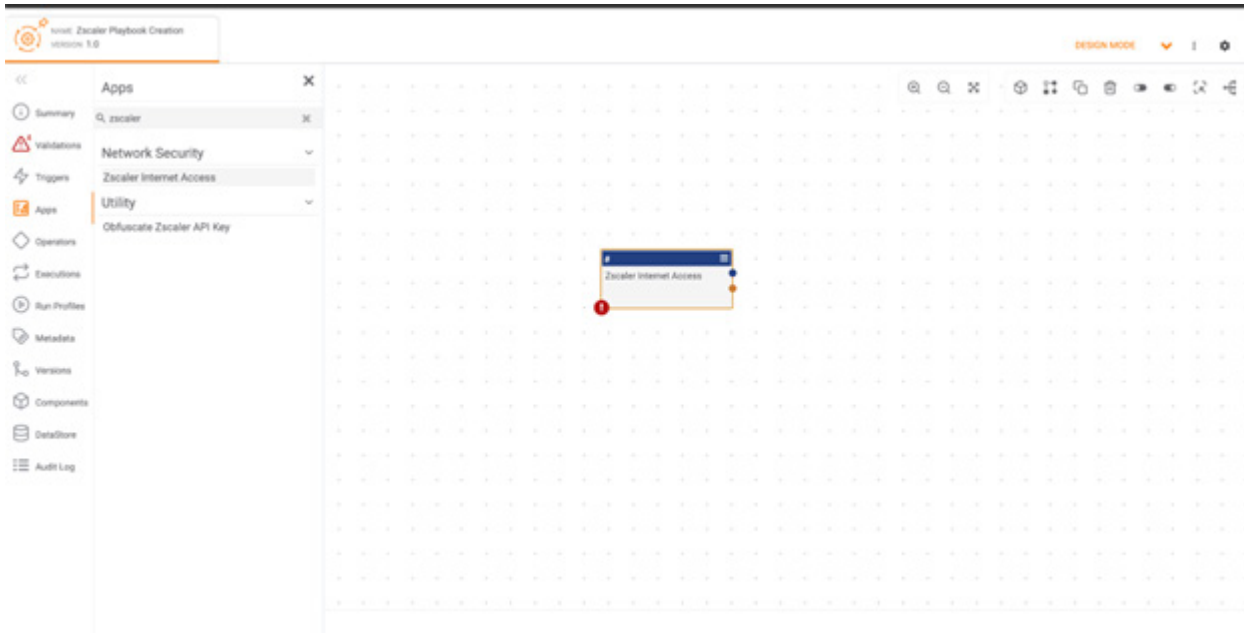 Zscaler Playbook Creation
VERSION: 1.0
DESIGN MODE
Summary
Validations
Triggers
Apps
Operators
Executions
Run Profiles
Metadata
Versions
Components
DataStore
Audit Log
Apps
zscaler
Network Security
Zscaler Internet Access
Utility
Obfuscate Zscaler API Key
Zscaler Internet Access